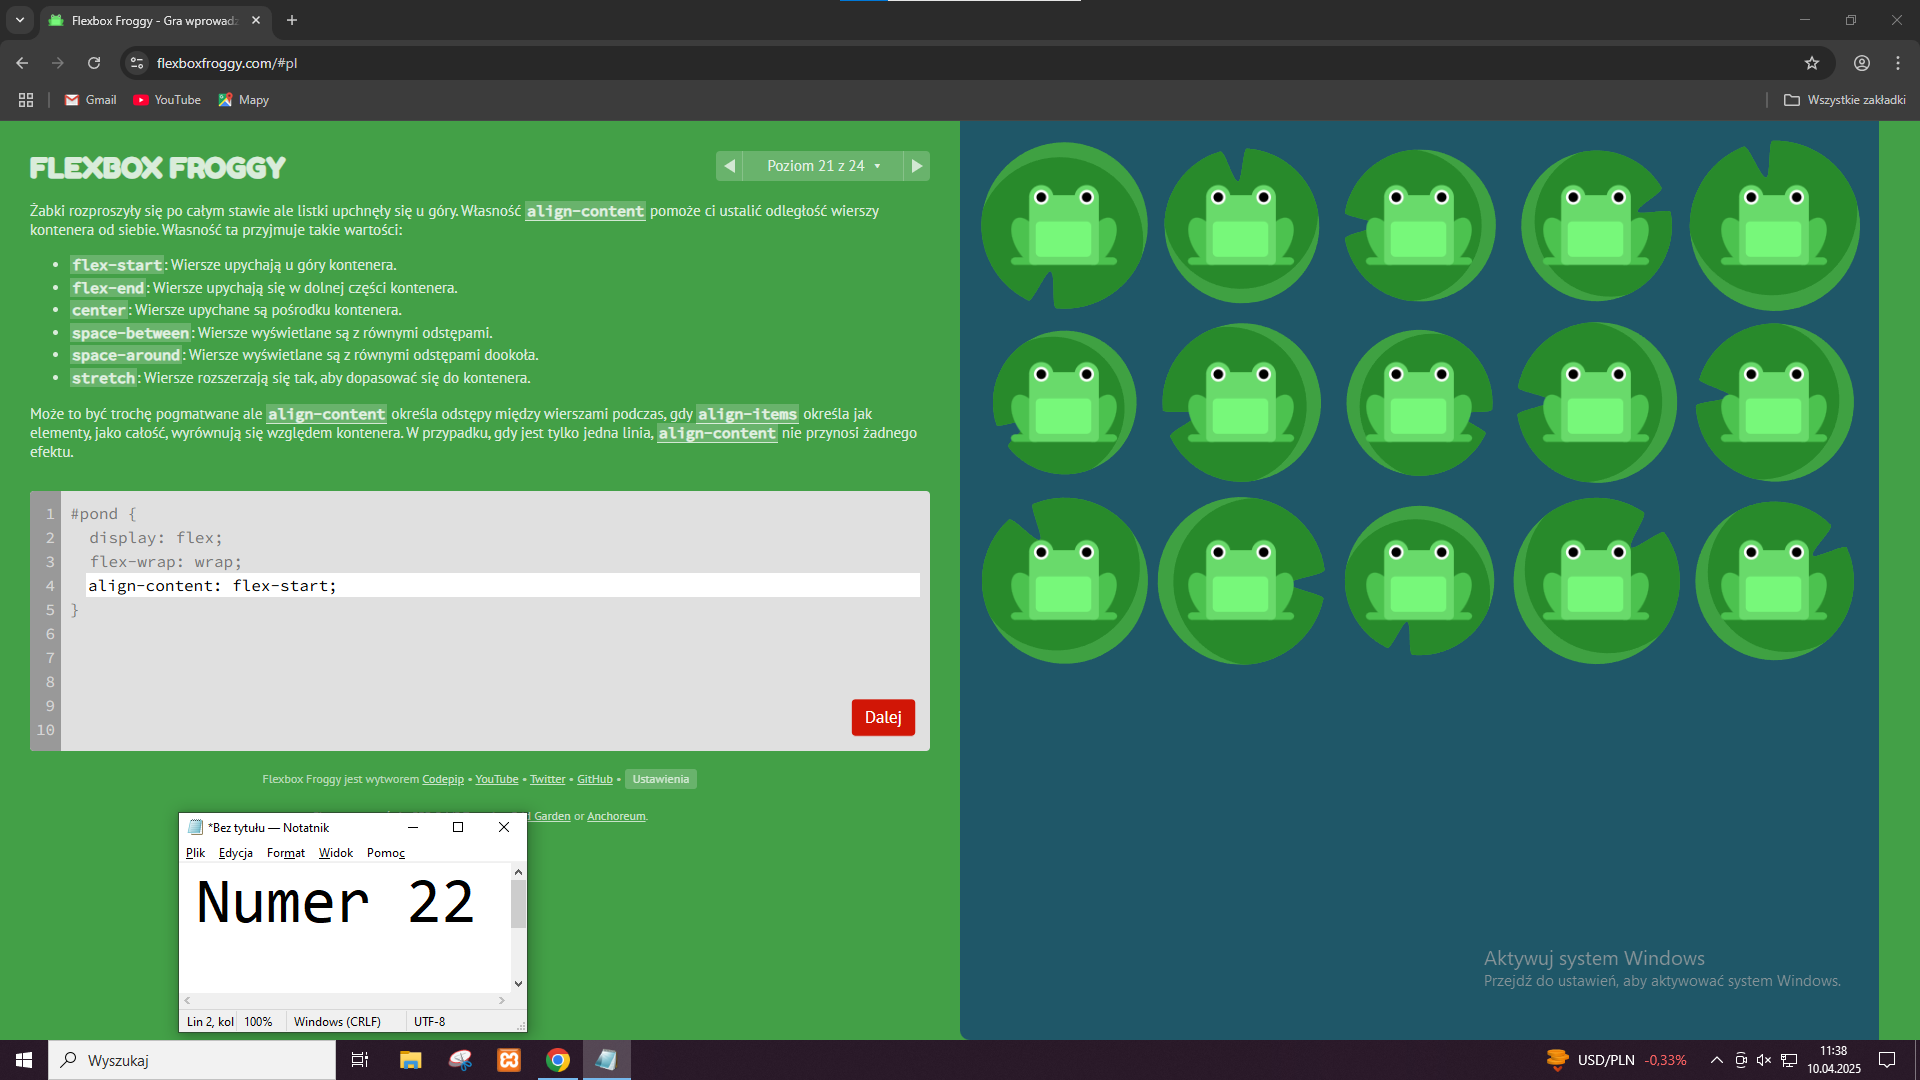 Flexbox Froggy - Gra wprowadz
flexboxfroggy.com/#pl
Gmail
YouTube
Mapy
Wszystkie zakładki
FLEXBOX FROGGY
Poziom 21 z 24
Żabki rozproszyły się po całym stawie ale listki upchnęły się u góry. Własność align-content pomoże ci ustalić odległość wierszy
kontenera od siebie. Własność ta przyjmuje takie wartości:
flex-start: Wiersze upychają u góry kontenera.
flex-end: Wiersze upychają się w dolnej części kontenera.
center: Wiersze upychane są pośrodku kontenera.
space-between: Wiersze wyświetlane są z równymi odstępami.
space-around: Wiersze wyświetlane są z równymi odstępami dookoła.
stretch: Wiersze rozszerzają się tak, aby dopasować się do kontenera.
Może to być trochę pogmatwane ale align-content określa odstępy między wierszami podczas, gdy align-items określa jak
elementy, jako całość, wyrównują się względem kontenera. W przypadku, gdy jest tylko jedna linia, align-content nie przynosi żadnego
efektu.
1 #pond {
2 display: flex;
3 flex-wrap: wrap;
4 align-content: flex-start;
5 }
6
7
8
9
10
Dalej
Flexbox Froggy jest wytworem Codepip • YouTube • Twitter • GitHub • Ustawienia
Garden or Anchoreum.
*Bez tytułu — Notatnik
Plik Edycja Format Widok Pomoc
Numer 22
Lin 2, kol 100% Windows (CRLF) UTF-8
Aktywuj system Windows
Przejdź do ustawień, aby aktywować system Windows.
Wyszukaj
USD/PLN -0,33%
11:38
10.04.2025